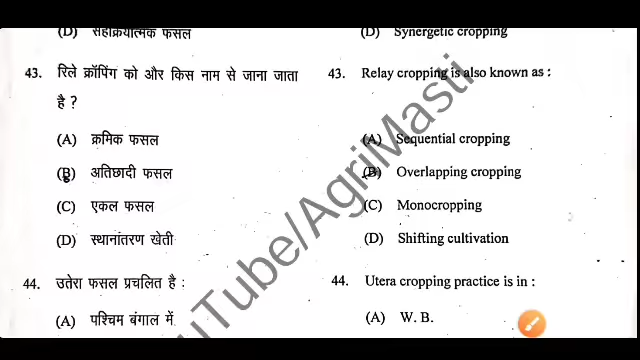 (D) सहाक्रियात्मक फसल
(D) Synergetic cropping
43. रिले क्रॉपिंग को और किस नाम से जाना जाता
है ?
(A) क्रमिक फसल
(B) अतिछादी फसल
(C) एकल फसल
(D) स्थानांतरण खेती
43. Relay cropping is also known as :
(A) Sequential cropping
(B) Overlapping cropping
(C) Monocropping
(D) Shifting cultivation
44. उतेरा फसल प्रचलित है :
(A) पश्चिम बंगाल में
44. Utera cropping practice is in :
(A) W. B.
uTube/AgriMasti